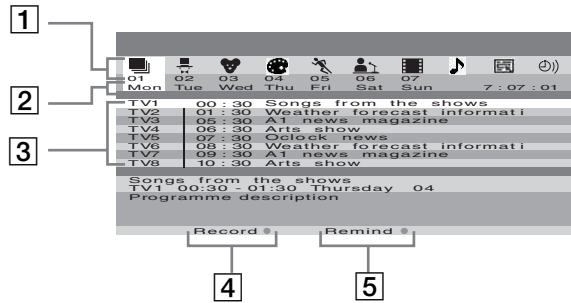 1
01 02 03 04 05 06 07
2
Mon Tue Wed Thu Fri Sat Sun 7 : 07 : 01
3
TV1 00 : 30 Songs from the shows
TV2 01 : 30 Weather forecast informati
TV3 05 : 30 A1 news magazine
TV4 06 : 30 Arts show
TV5 07 : 30 Oclock news
TV6 08 : 30 Weather forecast informati
TV7 09 : 30 A1 news magazine
TV8 10 : 30 Arts show
Songs from the shows
TV1 00:30 - 01:30 Thursday 04
Programme description
Record Remind
4 5